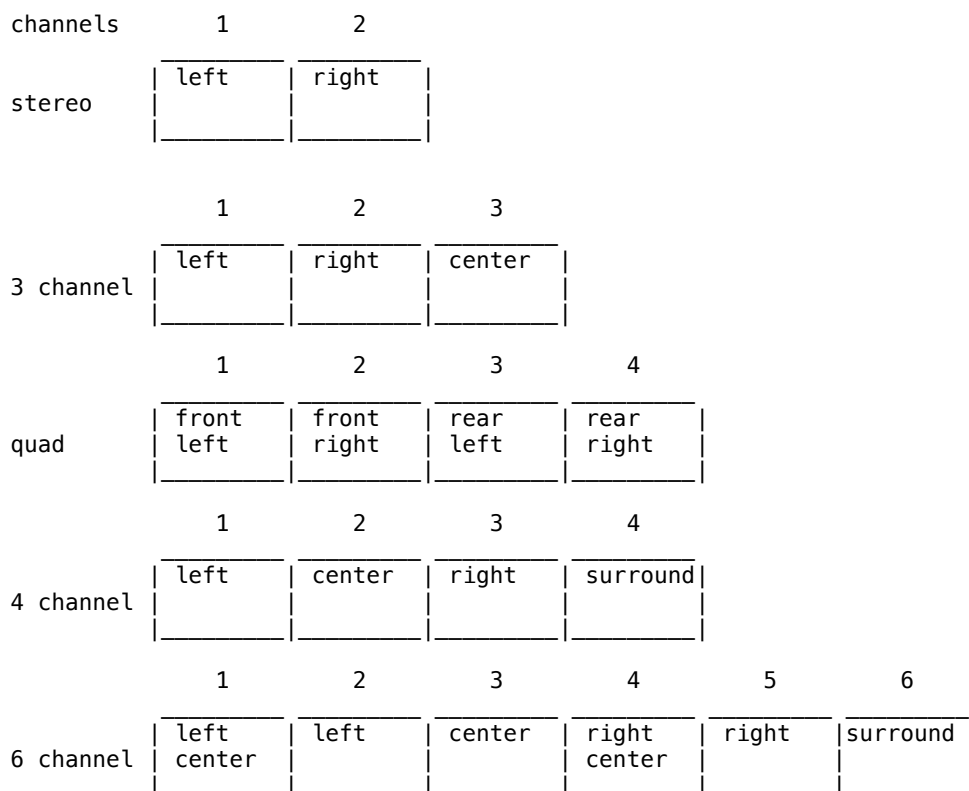 channels 1 2
left right
stereo
1 2 3
left right center
3 channel
1 2 3 4
front front rear rear
quad left right left right
1 2 3 4
left center right surround
4 channel
1 2 3 4 5 6
left left center right right surround
6 channel center center